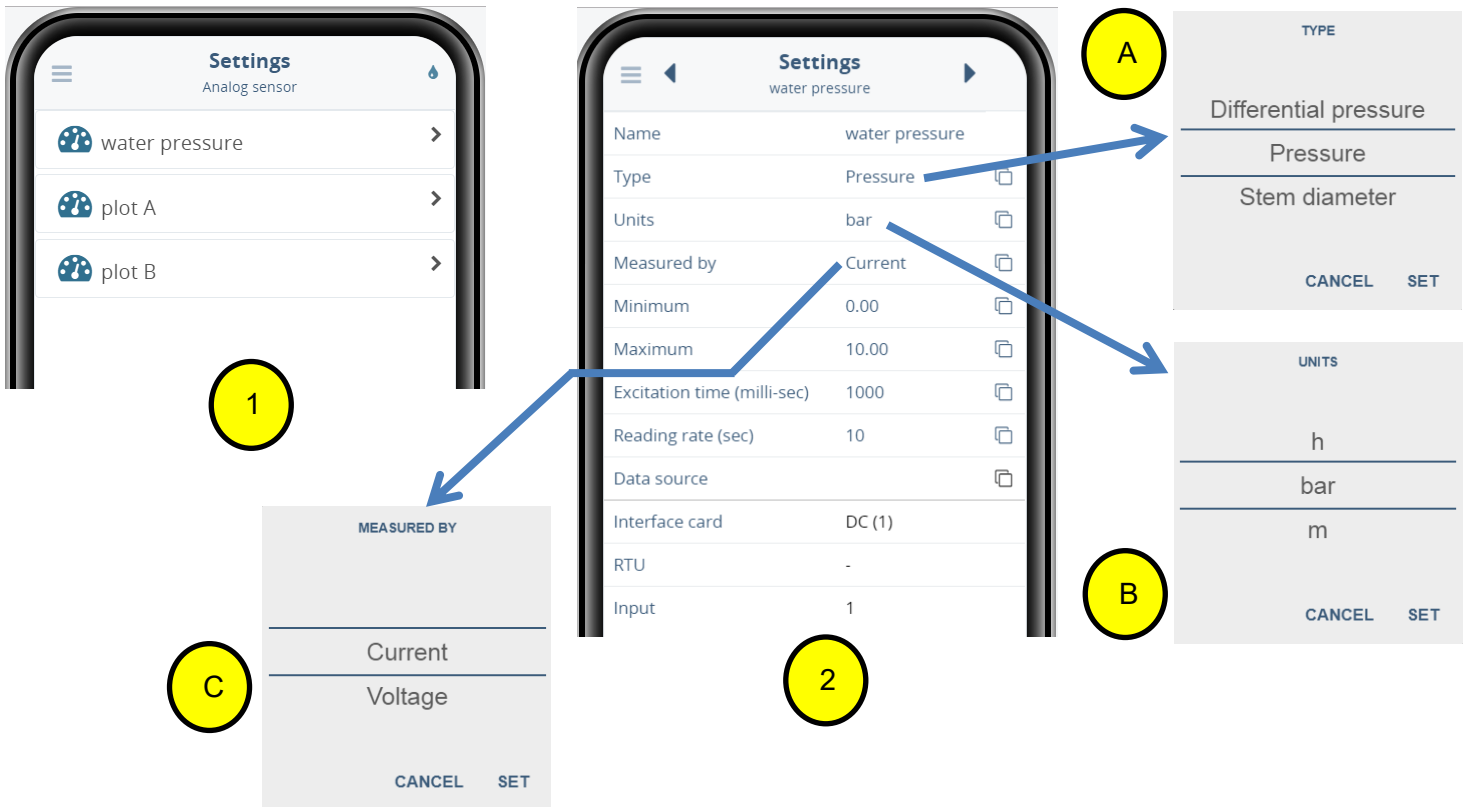 Settings
Analog sensor
water pressure
plot A
plot B
1
Settings
water pressure
Name water pressure
Type Pressure
Units bar
Measured by Current
Minimum 0.00
Maximum 10.00
Excitation time (milli-sec) 1000
Reading rate (sec) 10
Data source
Interface card DC (1)
RTU -
Input 1
2
A
TYPE
Differential pressure
Pressure
Stem diameter
CANCEL SET
B
UNITS
h
bar
m
CANCEL SET
C
MEASURED BY
Current
Voltage
CANCEL SET